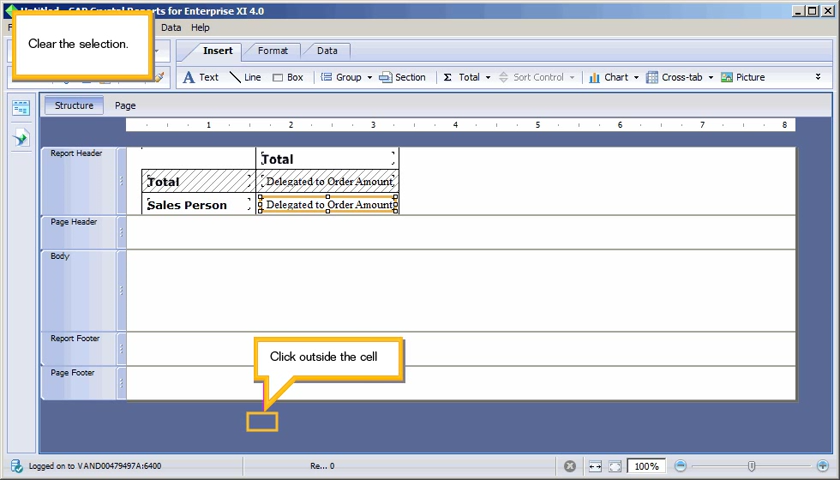 Untitled - SAP Crystal Reports for Enterprise XI 4.0
Clear the selection.
Data Help
Insert Format Data
Text Line Box Group Section Σ Total Sort Control Chart Cross-tab Picture
Structure Page
1 2 3 4 5 6 7 8
Report Header
Total
Total Delegated to Order Amount
Sales Person Delegated to Order Amount
Page Header
Body
Report Footer
Click outside the cell
Page Footer
Logged on to VAND00479497A:6400 Re... 0 100%